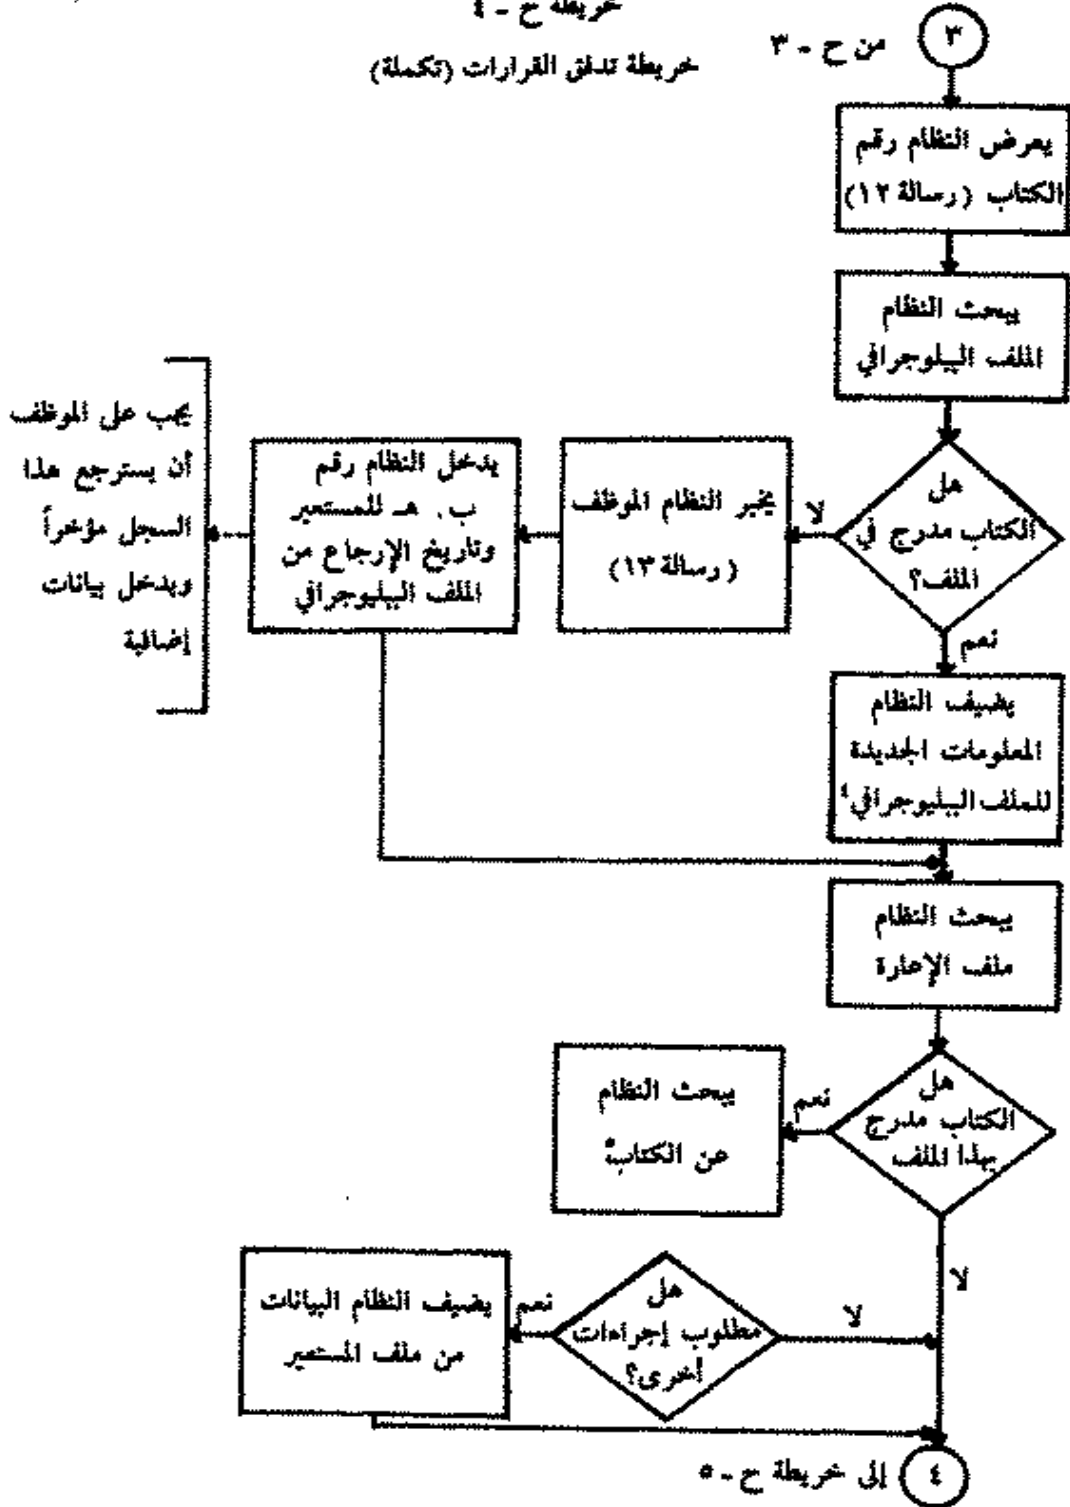 خريطة ح - ٤
خريطة تدفق القرارات (تكملة)
٣
من ح - ٣
يعرض النظام رقم
الكتاب (رسالة ١٢)
يبحث النظام
الملف الببلوجرافي
هل
الكتاب مدرج في
الملف؟
لا
يخبر النظام الموظف
(رسالة ١٣)
يدخل النظام رقم
ب. هـ للمستعير
وتاريخ الإرجاع من
الملف الببليوجرافي
يجب على الموظف
أن يسترجع هذا
السجل مؤخراً
ويدخل بيانات
إضافية
نعم
يضيف النظام
المعلومات الجديدة
للملف الببليوجرافي٤
يبحث النظام
ملف الإعارة
هل
الكتاب مدرج
بهذا الملف
نعم
يبحث النظام
عن الكتاب
لا
هل
مطلوب إجراءات
أخرى؟
لا
نعم
يضيف النظام البيانات
من ملف المستعير
٤
إلى خريطة ح - ٥